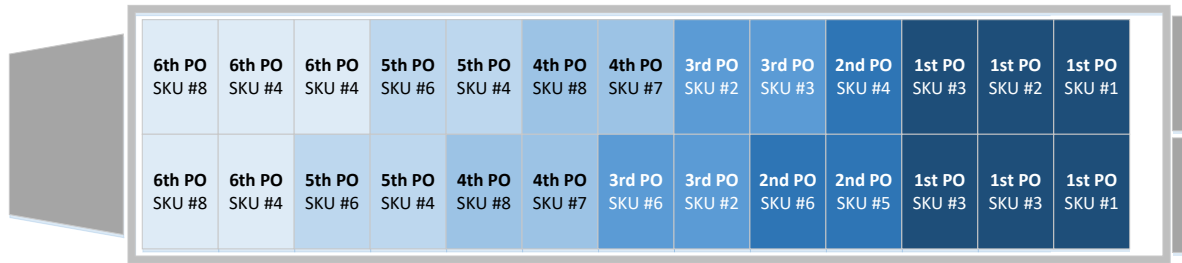 6th PO 6th PO 6th PO 5th PO 5th PO 4th PO 4th PO 3rd PO 3rd PO 2nd PO 1st PO 1st PO 1st PO
SKU #8 SKU #4 SKU #4 SKU #6 SKU #4 SKU #8 SKU #7 SKU #2 SKU #3 SKU #4 SKU #3 SKU #2 SKU #1
6th PO 6th PO 5th PO 5th PO 4th PO 4th PO 3rd PO 3rd PO 2nd PO 2nd PO 1st PO 1st PO 1st PO
SKU #8 SKU #4 SKU #6 SKU #4 SKU #8 SKU #7 SKU #6 SKU #2 SKU #6 SKU #5 SKU #3 SKU #3 SKU #1